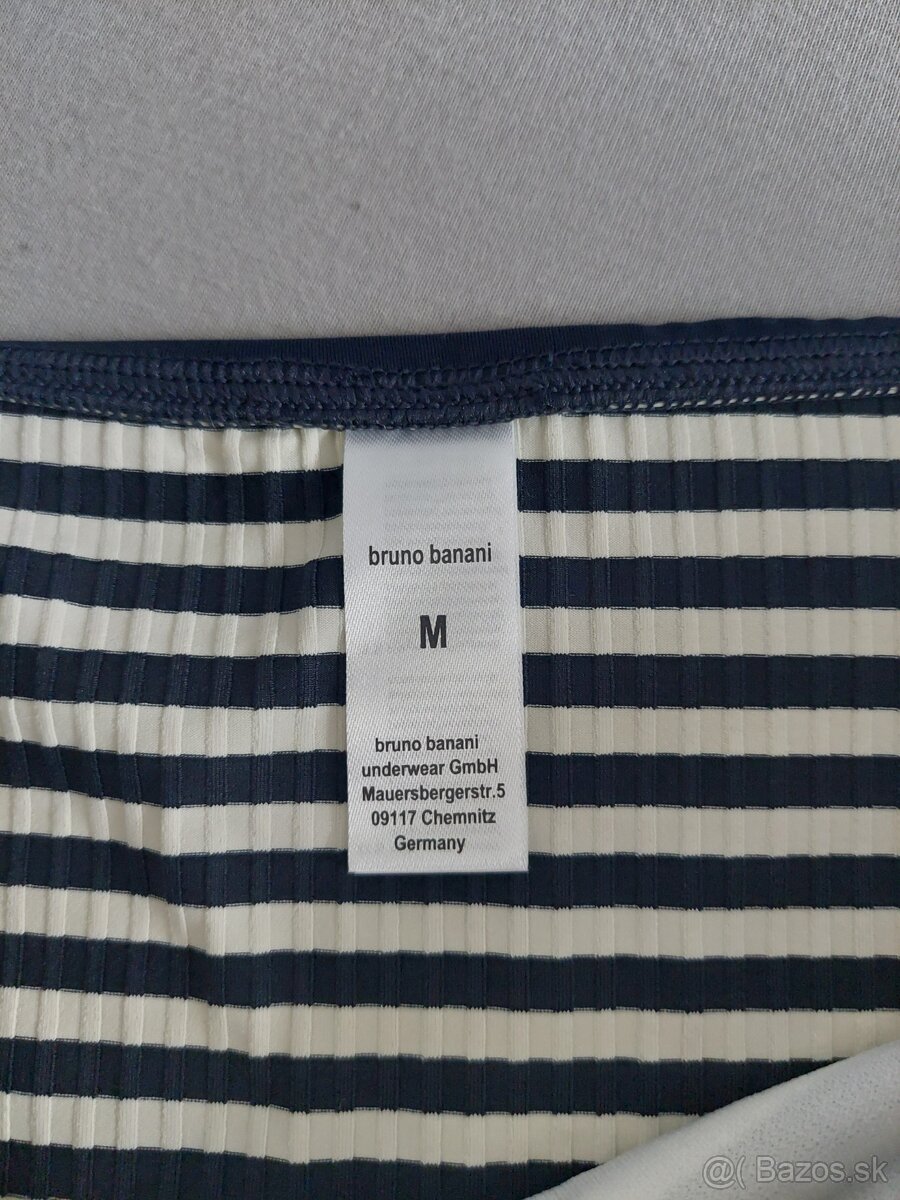 bruno banani
M
bruno banani
underwear GmbH
Mauersbergerstr.5
09117 Chemnitz
Germany
@( Bazos.sk